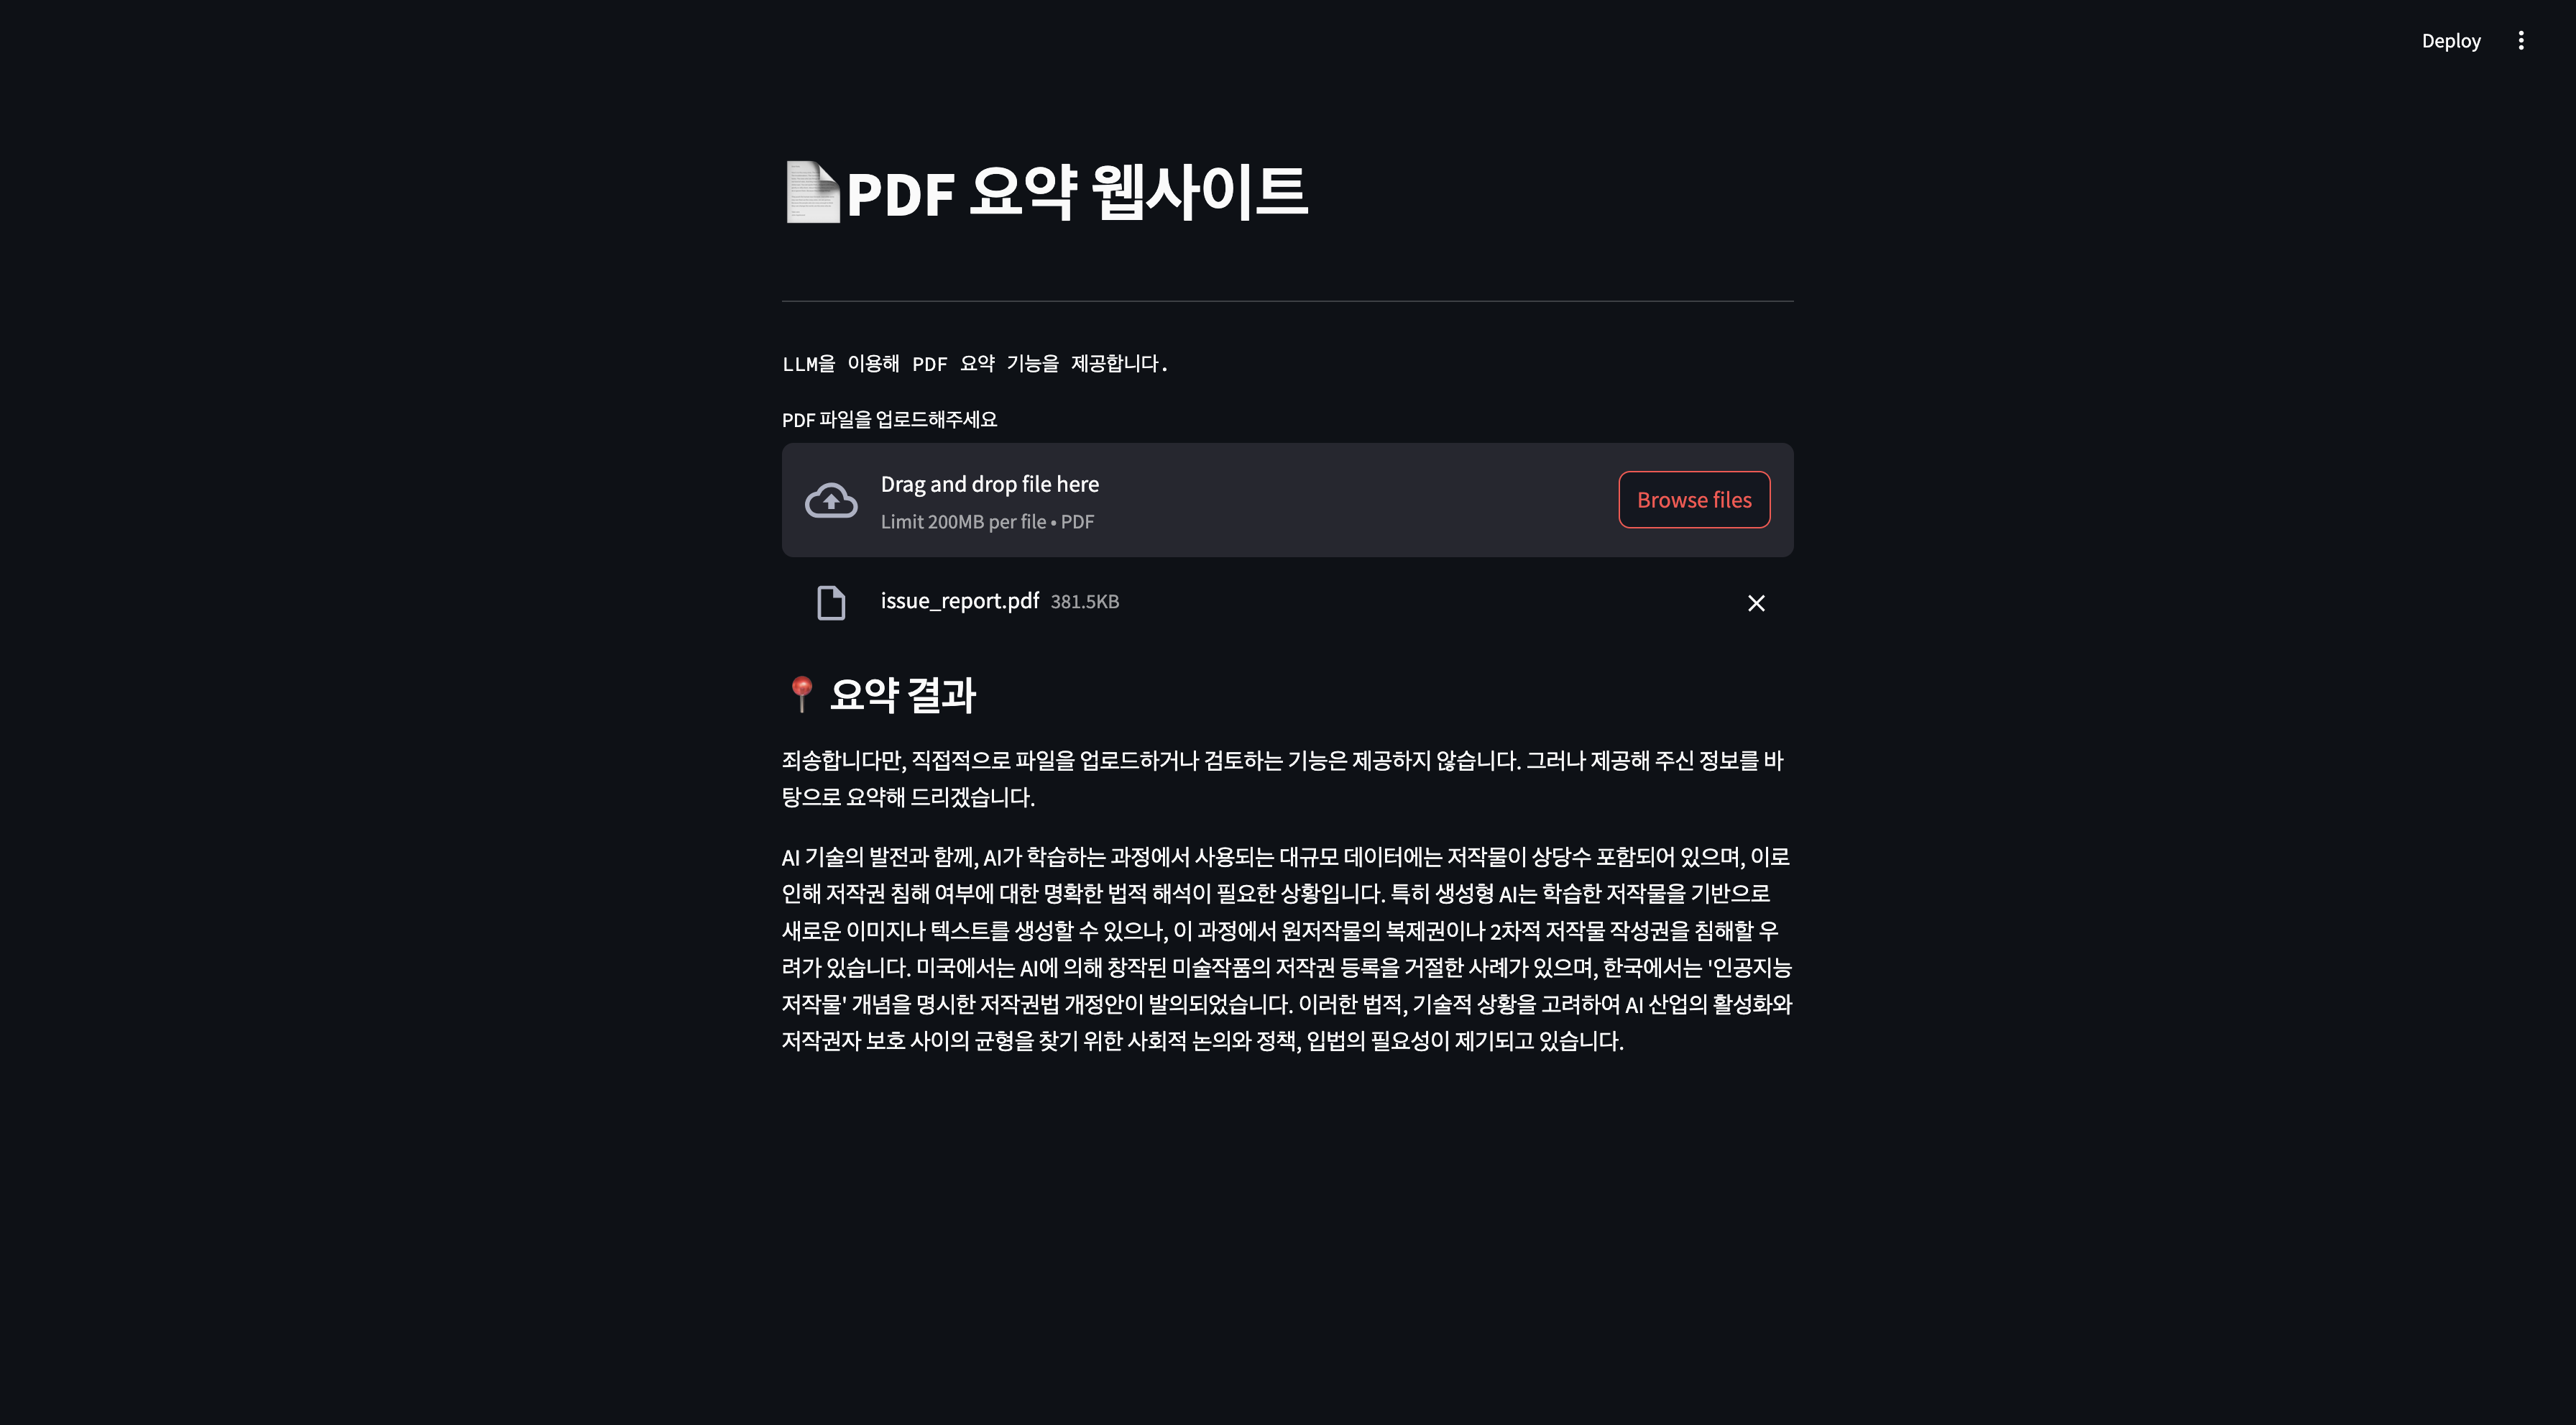 Deploy
PDF 요약 웹사이트
LLM을 이용해 PDF 요약 기능을 제공합니다.
PDF 파일을 업로드해주세요
Drag and drop file here
Limit 200MB per file • PDF
Browse files
issue_report.pdf 381.5KB
요약 결과
죄송합니다만, 직접적으로 파일을 업로드하거나 검토하는 기능은 제공하지 않습니다. 그러나 제공해 주신 정보를 바
탕으로 요약해 드리겠습니다.
AI 기술의 발전과 함께, AI가 학습하는 과정에서 사용되는 대규모 데이터에는 저작물이 상당수 포함되어 있으며, 이로
인해 저작권 침해 여부에 대한 명확한 법적 해석이 필요한 상황입니다. 특히 생성형 AI는 학습한 저작물을 기반으로
새로운 이미지나 텍스트를 생성할 수 있으나, 이 과정에서 원저작물의 복제권이나 2차적 저작물 작성권을 침해할 우
려가 있습니다. 미국에서는 AI에 의해 창작된 미술작품의 저작권 등록을 거절한 사례가 있으며, 한국에서는 '인공지능
저작물' 개념을 명시한 저작권법 개정안이 발의되었습니다. 이러한 법적, 기술적 상황을 고려하여 AI 산업의 활성화와
저작권자 보호 사이의 균형을 찾기 위한 사회적 논의와 정책, 입법의 필요성이 제기되고 있습니다.